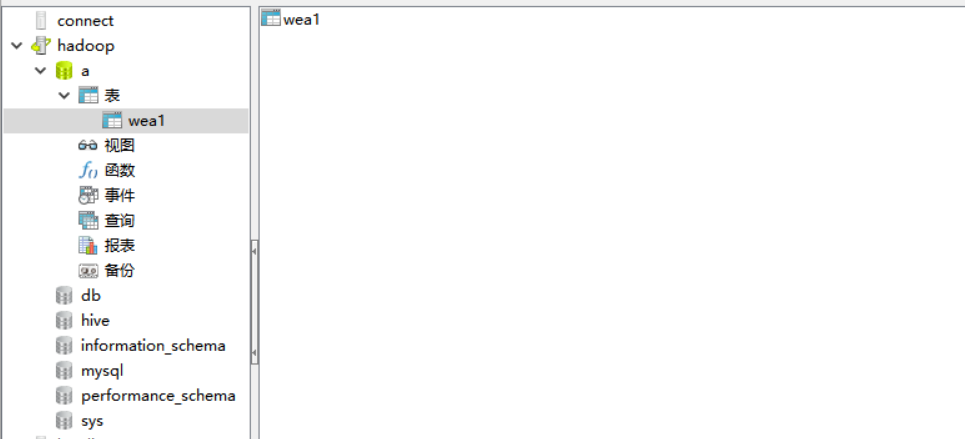 connect
hadoop
a
表
wea1
视图
函数
事件
查询
报表
备份
db
hive
information_schema
mysql
performance_schema
sys
wea1